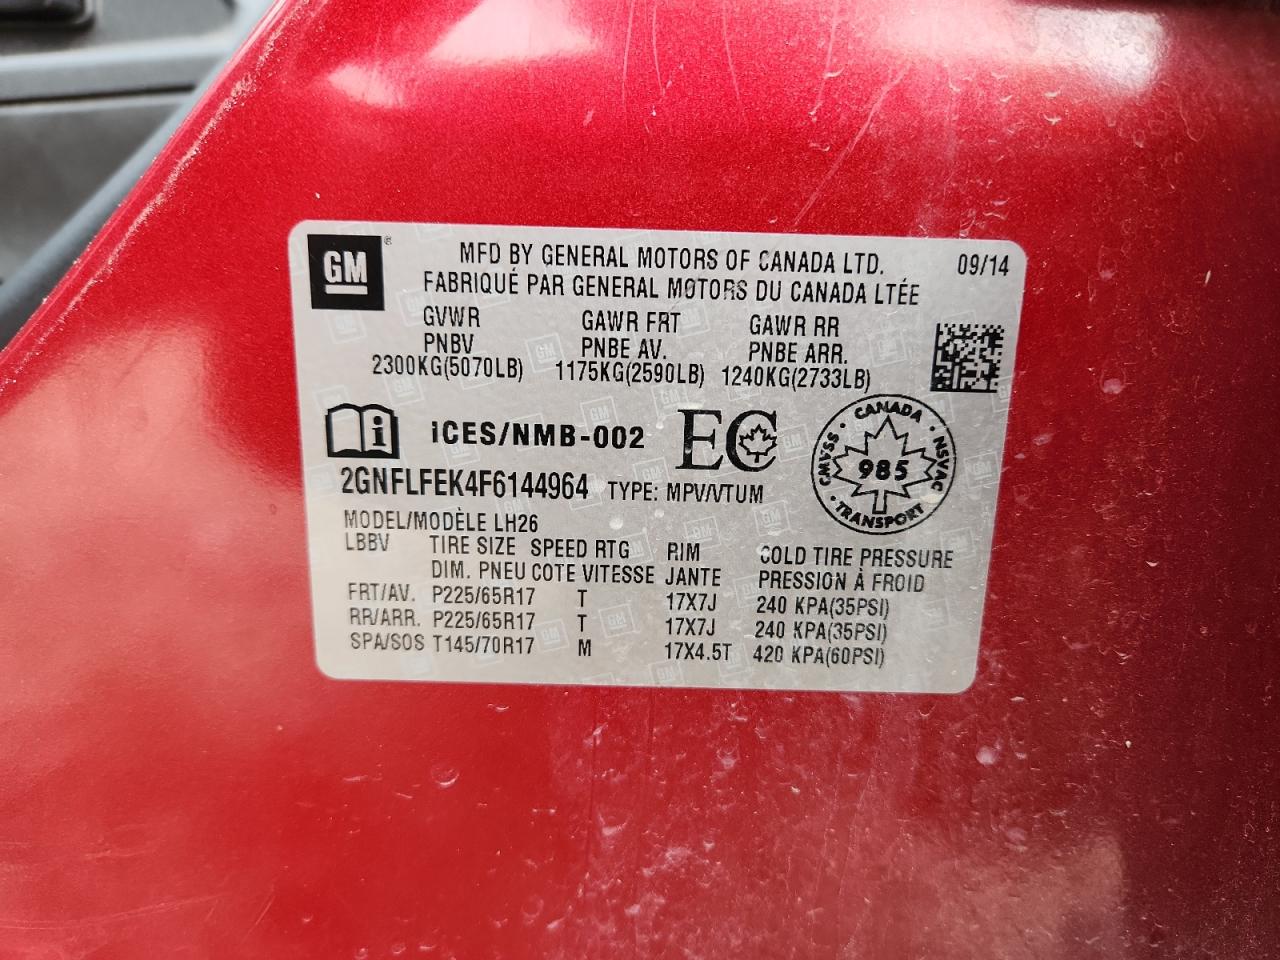 GM
MFD BY GENERAL MOTORS OF CANADA LTD. 09/14
FABRIQUÉ PAR GENERAL MOTORS DU CANADA LTÉE
GVWR GAWR FRT GAWR RR
PNBV PNBE AV. PNBE ARR.
2300KG(5070LB) 1175KG(2590LB) 1240KG(2733LB)
i ICES/NMB-002 EC
CANADA
CMVSS · NSVAC
985
· TRANSPORT ·
2GNFLFEK4F6144964 TYPE: MPV/VTUM
MODEL/MODÈLE LH26
LBBV TIRE SIZE SPEED RTG RIM COLD TIRE PRESSURE
DIM. PNEU COTE VITESSE JANTE PRESSION À FROID
FRT/AV. P225/65R17 T 17X7J 240 KPA(35PSI)
RR/ARR. P225/65R17 T 17X7J 240 KPA(35PSI)
SPA/SOS T145/70R17 M 17X4.5T 420 KPA(60PSI)